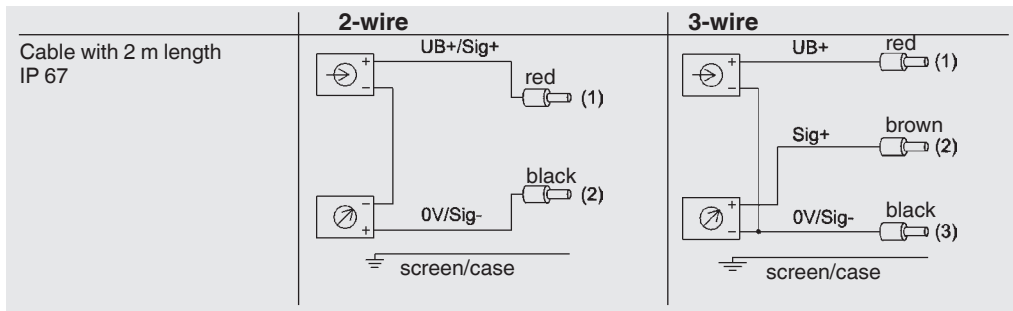 2-wire
3-wire
Cable with 2 m length
IP 67
UB+/Sig+
red
(1)
+
−
black
(2)
−
+
0V/Sig-
screen/case
UB+
red
(1)
+
−
Sig+
brown
(2)
+
−
0V/Sig-
black
(3)
screen/case